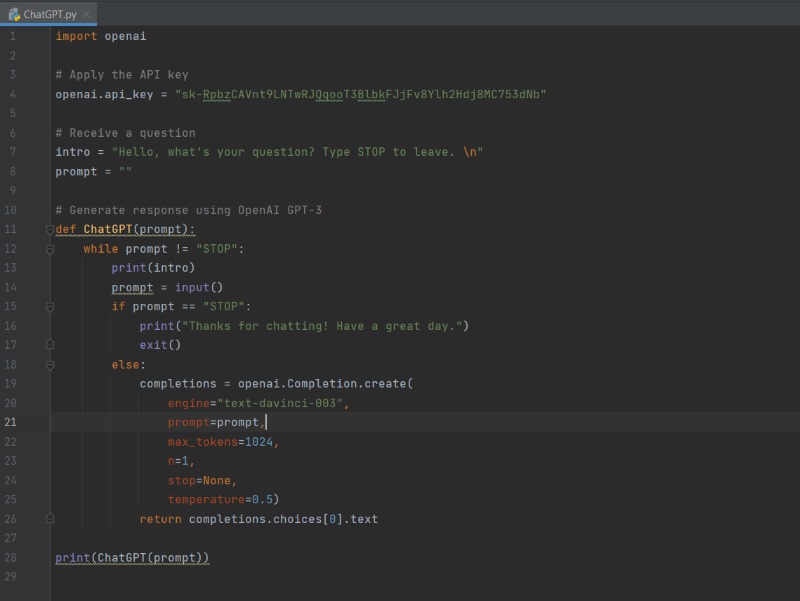 ChatGPT.py
1 import openai
2
3 # Apply the API key
4 openai.api_key = "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"
5
6 # Receive a question
7 intro = "Hello, what's your question? Type STOP to leave. \n"
8 prompt = ""
9
10 # Generate response using OpenAI GPT-3
11 def ChatGPT(prompt):
12 while prompt != "STOP":
13 print(intro)
14 prompt = input()
15 if prompt == "STOP":
16 print("Thanks for chatting! Have a great day.")
17 exit()
18 else:
19 completions = openai.Completion.create(
20 engine="text-davinci-003",
21 prompt=prompt,
22 max_tokens=1024,
23 n=1,
24 stop=None,
25 temperature=0.5)
26 return completions.choices[0].text
27
28 print(ChatGPT(prompt))
29